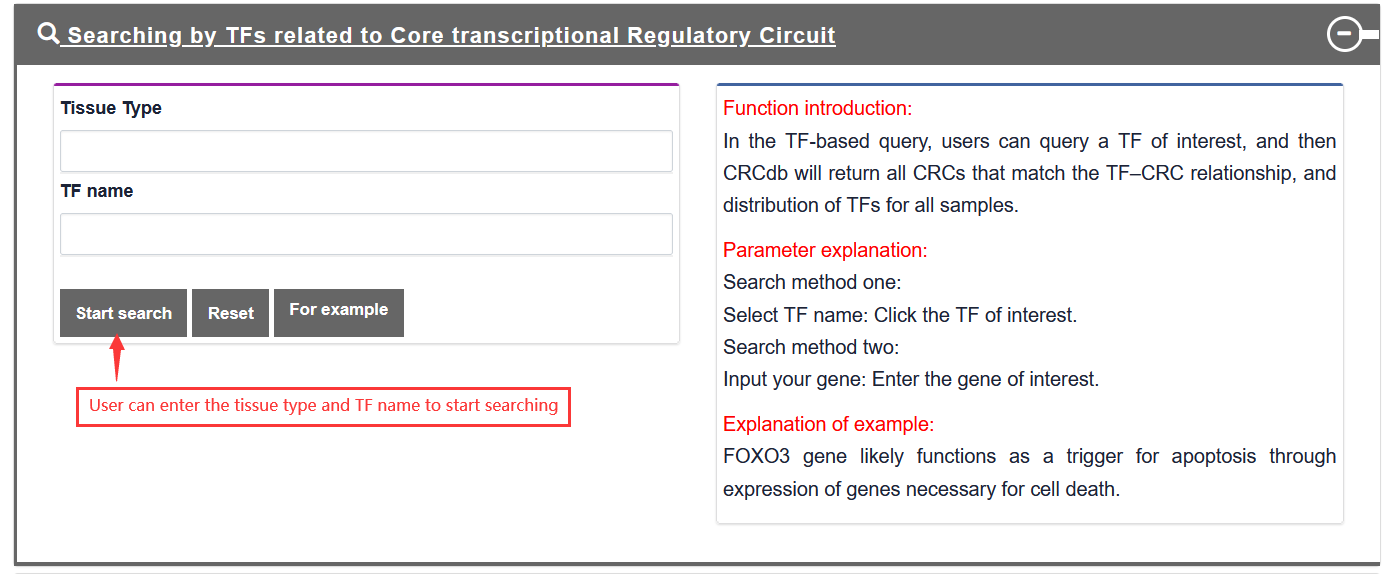 Searching by TFs related to Core transcriptional Regulatory Circuit
Tissue Type
TF name
Start search
Reset
For example
User can enter the tissue type and TF name to start searching
Function introduction:
In the TF-based query, users can query a TF of interest, and then
CRCdb will return all CRCs that match the TF–CRC relationship, and
distribution of TFs for all samples.
Parameter explanation:
Search method one:
Select TF name: Click the TF of interest.
Search method two:
Input your gene: Enter the gene of interest.
Explanation of example:
FOXO3 gene likely functions as a trigger for apoptosis through
expression of genes necessary for cell death.